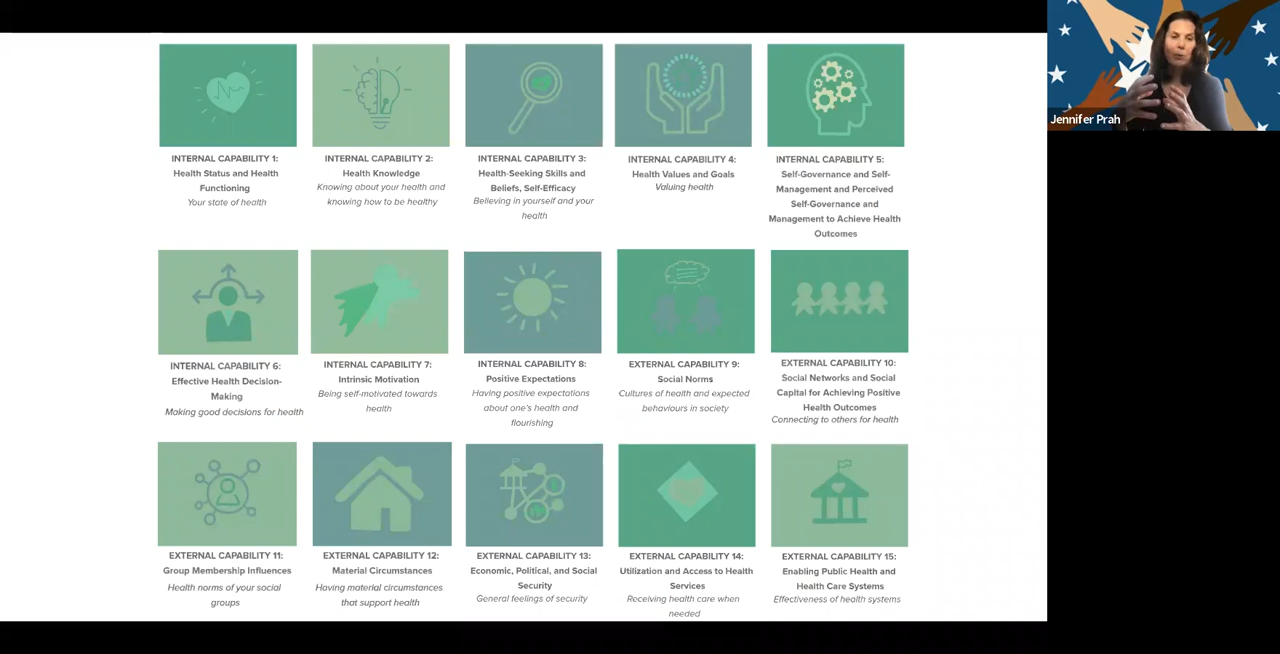 Jennifer Prah
INTERNAL CAPABILITY 1:
Health Status and Health
Functioning
Your state of health
INTERNAL CAPABILITY 2:
Health Knowledge
Knowing about your health and
knowing how to be healthy
INTERNAL CAPABILITY 3:
Health-Seeking Skills and
Beliefs, Self-Efficacy
Believing in yourself and your
health
INTERNAL CAPABILITY 4:
Health Values and Goals
Valuing health
INTERNAL CAPABILITY 5:
Self-Governance and Self-
Management and Perceived
Self-Governance and
Management to Achieve Health
Outcomes
INTERNAL CAPABILITY 6:
Effective Health Decision-
Making
Making good decisions for health
INTERNAL CAPABILITY 7:
Intrinsic Motivation
Being self-motivated towards
health
INTERNAL CAPABILITY 8:
Positive Expectations
Having positive expectations
about one's health and
flourishing
EXTERNAL CAPABILITY 9:
Social Norms
Cultures of health and expected
behaviours in society
EXTERNAL CAPABILITY 10:
Social Networks and Social
Capital for Achieving Positive
Health Outcomes
Connecting to others for health
EXTERNAL CAPABILITY 11:
Group Membership Influences
Health norms of your social
groups
EXTERNAL CAPABILITY 12:
Material Circumstances
Having material circumstances
that support health
EXTERNAL CAPABILITY 13:
Economic, Political, and Social
Security
General feelings of security
EXTERNAL CAPABILITY 14:
Utilization and Access to Health
Services
Receiving health care when
needed
EXTERNAL CAPABILITY 15:
Enabling Public Health and
Health Care Systems
Effectiveness of health systems